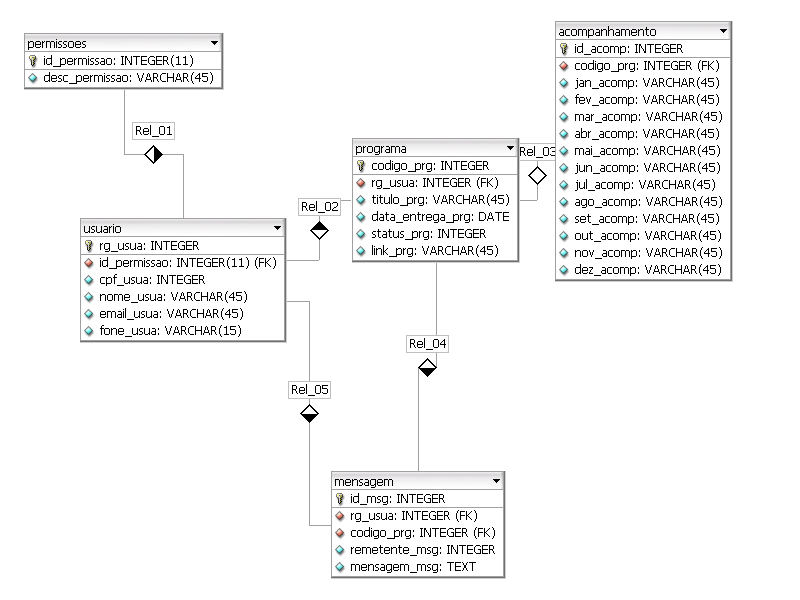 permissoes
id_permissao: INTEGER(11)
desc_permissao: VARCHAR(45)
Rel_01
usuario
rg_usua: INTEGER
id_permissao: INTEGER(11) (FK)
cpf_usua: INTEGER
nome_usua: VARCHAR(45)
email_usua: VARCHAR(45)
fone_usua: VARCHAR(15)
Rel_02
programa
codigo_prg: INTEGER
rg_usua: INTEGER (FK)
titulo_prg: VARCHAR(45)
data_entrega_prg: DATE
status_prg: INTEGER
link_prg: VARCHAR(45)
Rel_03
acompanhamento
id_acomp: INTEGER
codigo_prg: INTEGER (FK)
jan_acomp: VARCHAR(45)
fev_acomp: VARCHAR(45)
mar_acomp: VARCHAR(45)
abr_acomp: VARCHAR(45)
mai_acomp: VARCHAR(45)
jun_acomp: VARCHAR(45)
jul_acomp: VARCHAR(45)
ago_acomp: VARCHAR(45)
set_acomp: VARCHAR(45)
out_acomp: VARCHAR(45)
nov_acomp: VARCHAR(45)
dez_acomp: VARCHAR(45)
Rel_04
Rel_05
mensagem
id_msg: INTEGER
rg_usua: INTEGER (FK)
codigo_prg: INTEGER (FK)
remetente_msg: INTEGER
mensagem_msg: TEXT